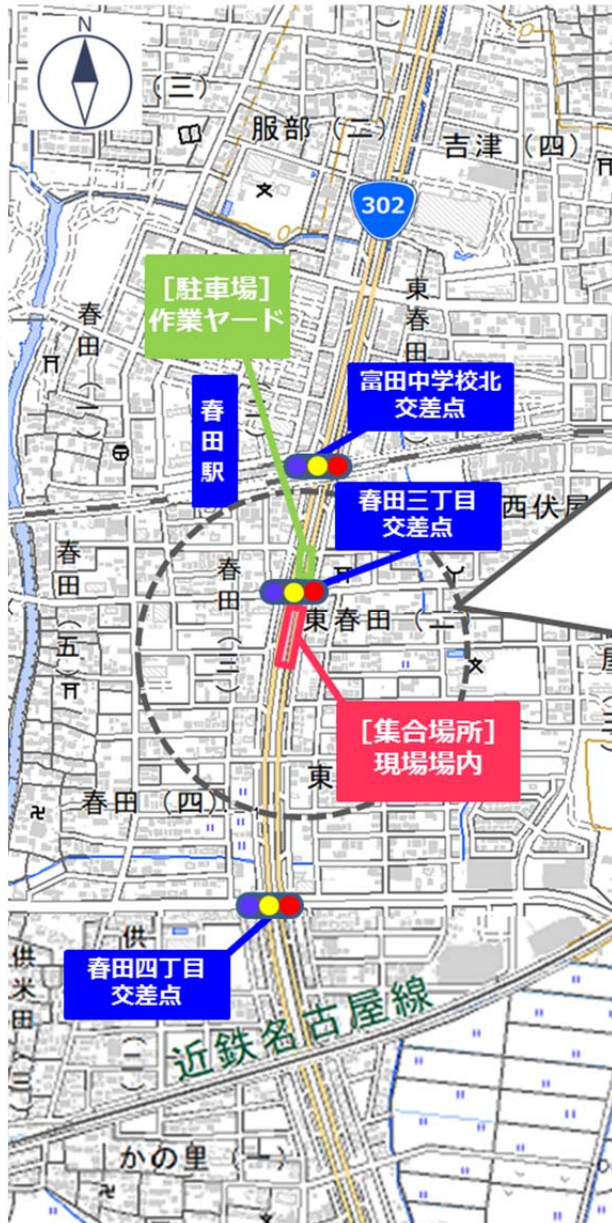 N
(三)
服部(二)
吉津(四)
302
[駐車場]
作業ヤード
東春田
春田(二)
富田中学校北
交差点
春田駅
春田三丁目
交差点
西伏屋
春田(五)
春田(三)
東春田(二
[集合場所]
現場場内
東
春田(四)
春田四丁目
交差点
供
供米田(三)
近鉄名古屋線
かの里(一)